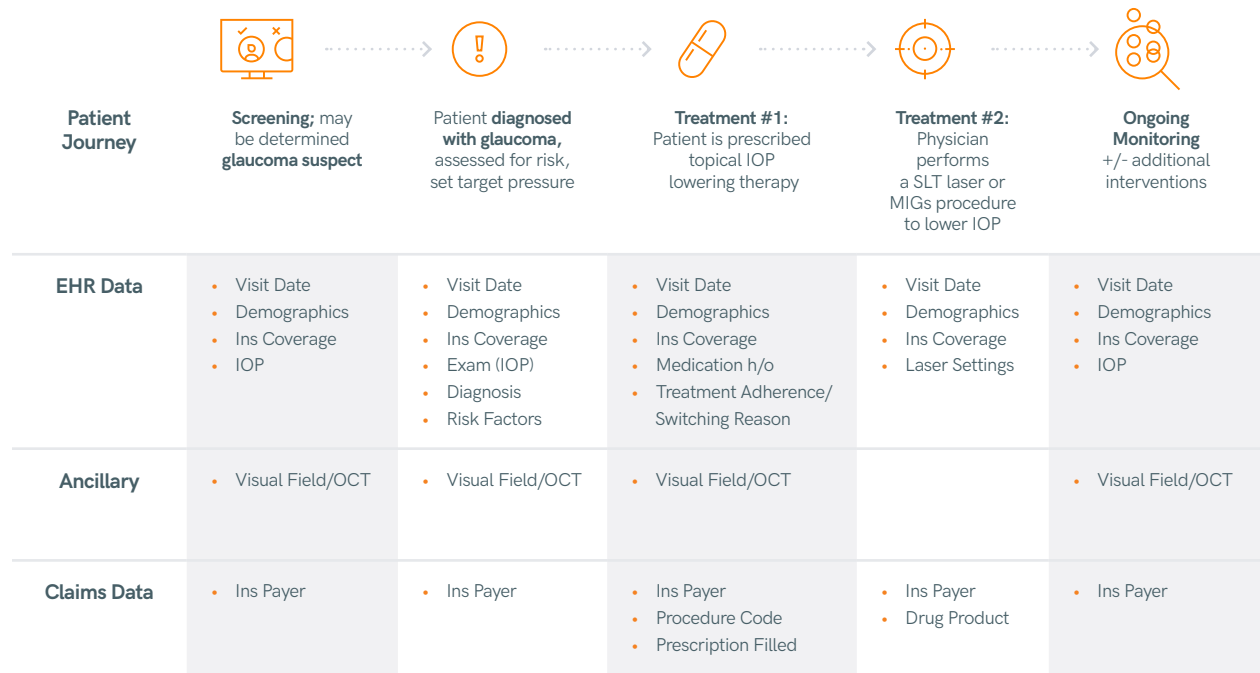 Patient
Journey
Screening; may
be determined
glaucoma suspect
Patient diagnosed
with glaucoma,
assessed for risk,
set target pressure
Treatment #1:
Patient is prescribed
topical IOP
lowering therapy
Treatment #2:
Physician
performs
a SLT laser or
MIGs procedure
to lower IOP
Ongoing
Monitoring
+/- additional
interventions
EHR Data
• Visit Date
• Demographics
• Ins Coverage
• IOP
• Visit Date
• Demographics
• Ins Coverage
• Exam (IOP)
• Diagnosis
• Risk Factors
• Visit Date
• Demographics
• Ins Coverage
• Medication h/o
• Treatment Adherence/
Switching Reason
• Visit Date
• Demographics
• Ins Coverage
• Laser Settings
• Visit Date
• Demographics
• Ins Coverage
• IOP
Ancillary
• Visual Field/OCT
• Visual Field/OCT
• Visual Field/OCT
• Visual Field/OCT
Claims Data
• Ins Payer
• Ins Payer
• Ins Payer
• Procedure Code
• Prescription Filled
• Ins Payer
• Drug Product
• Ins Payer